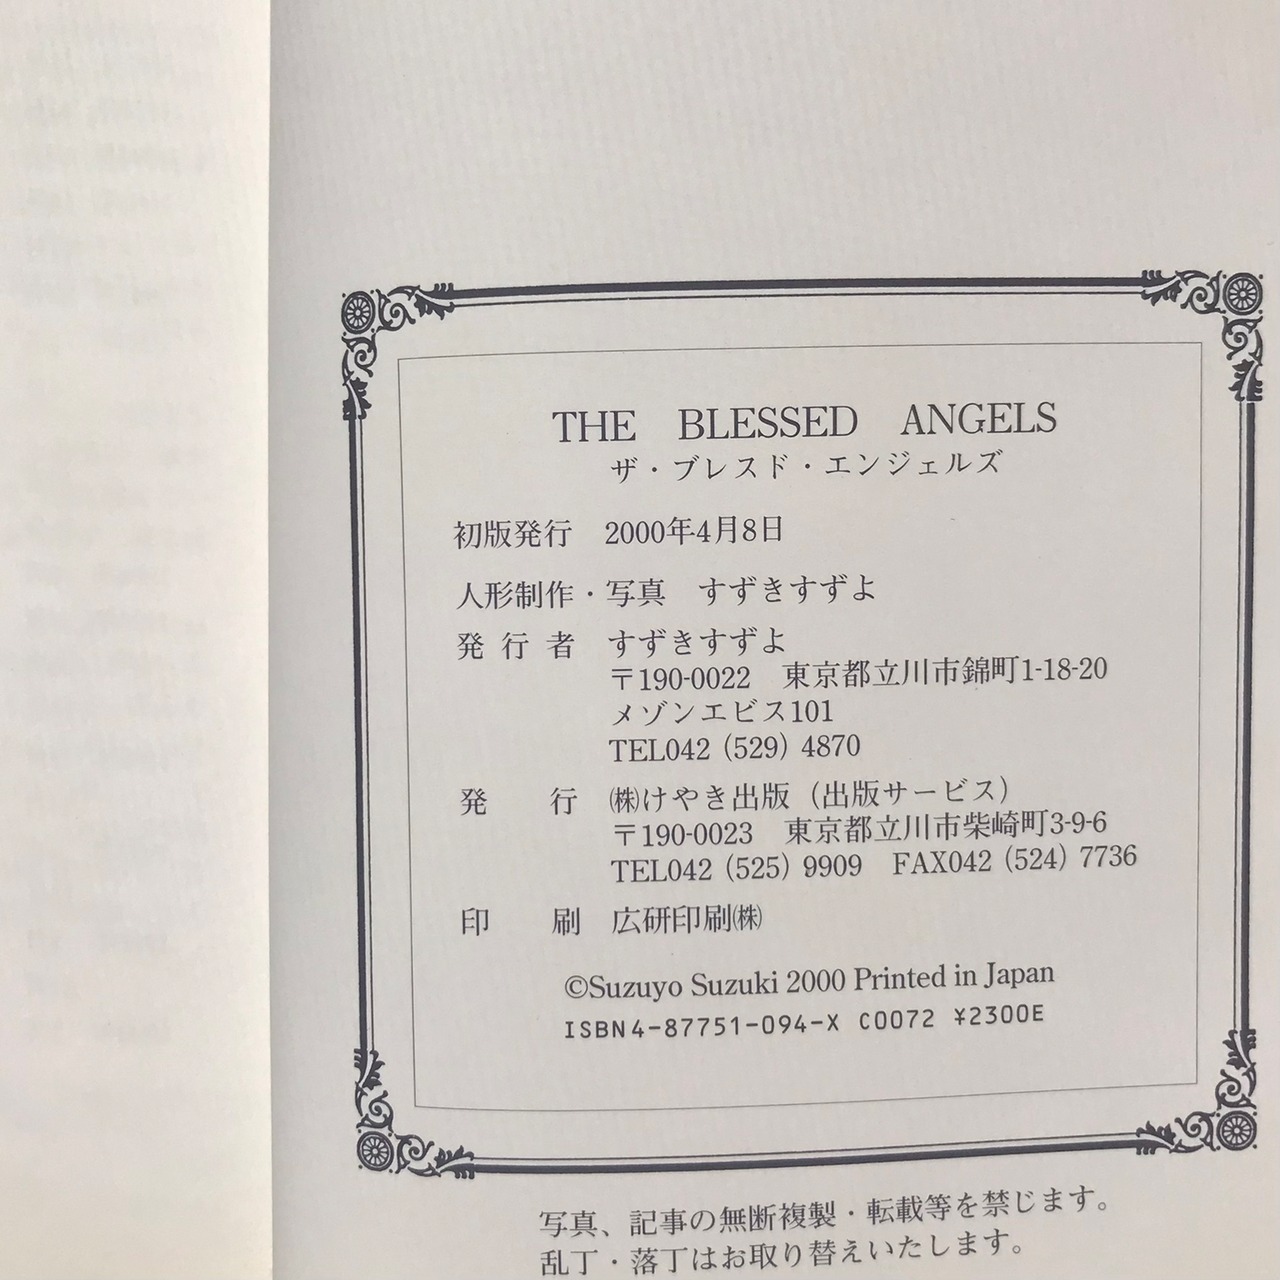 THE BLESSED ANGELS
ザ・ブレスド・エンジェルズ
初版発行　2000年4月8日
人形制作・写真　すずきすずよ
発行者　すずきすずよ
〒190-0022　東京都立川市錦町1-18-20
メゾンエビス101
TEL042（529）4870
発　行　㈱けやき出版（出版サービス）
〒190-0023　東京都立川市柴崎町3-9-6
TEL042（525）9909　FAX042（524）7736
印　刷　広研印刷㈱
©Suzuyo Suzuki 2000 Printed in Japan
ISBN4-87751-094-X C0072 ¥2300E
写真、記事の無断複製・転載等を禁じます。
乱丁・落丁はお取り替えいたします。